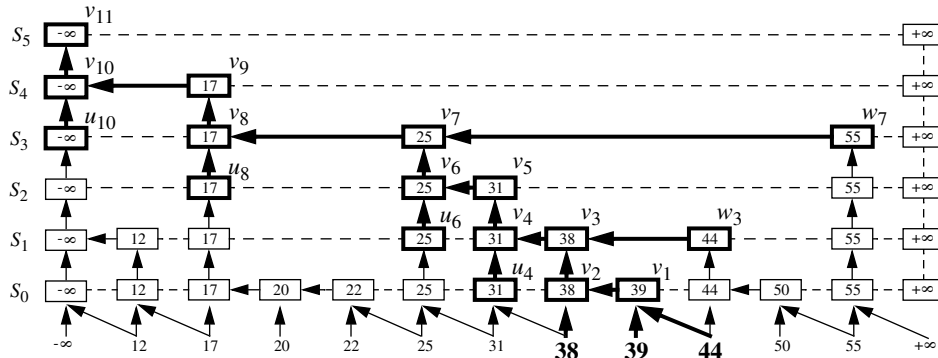 v11
S5 -∞ +∞
v10 v9
S4 -∞ 17 +∞
u10 v8 v7 w7
S3 -∞ 17 25 55 +∞
u8 v6 v5
S2 -∞ 17 25 31 55 +∞
u6 v4 v3 w3
S1 -∞ 12 17 25 31 38 44 55 +∞
u4 v2 v1
S0 -∞ 12 17 20 22 25 31 38 39 44 50 55 +∞
-∞ 12 17 20 22 25 31 38 39 44 50 55 +∞